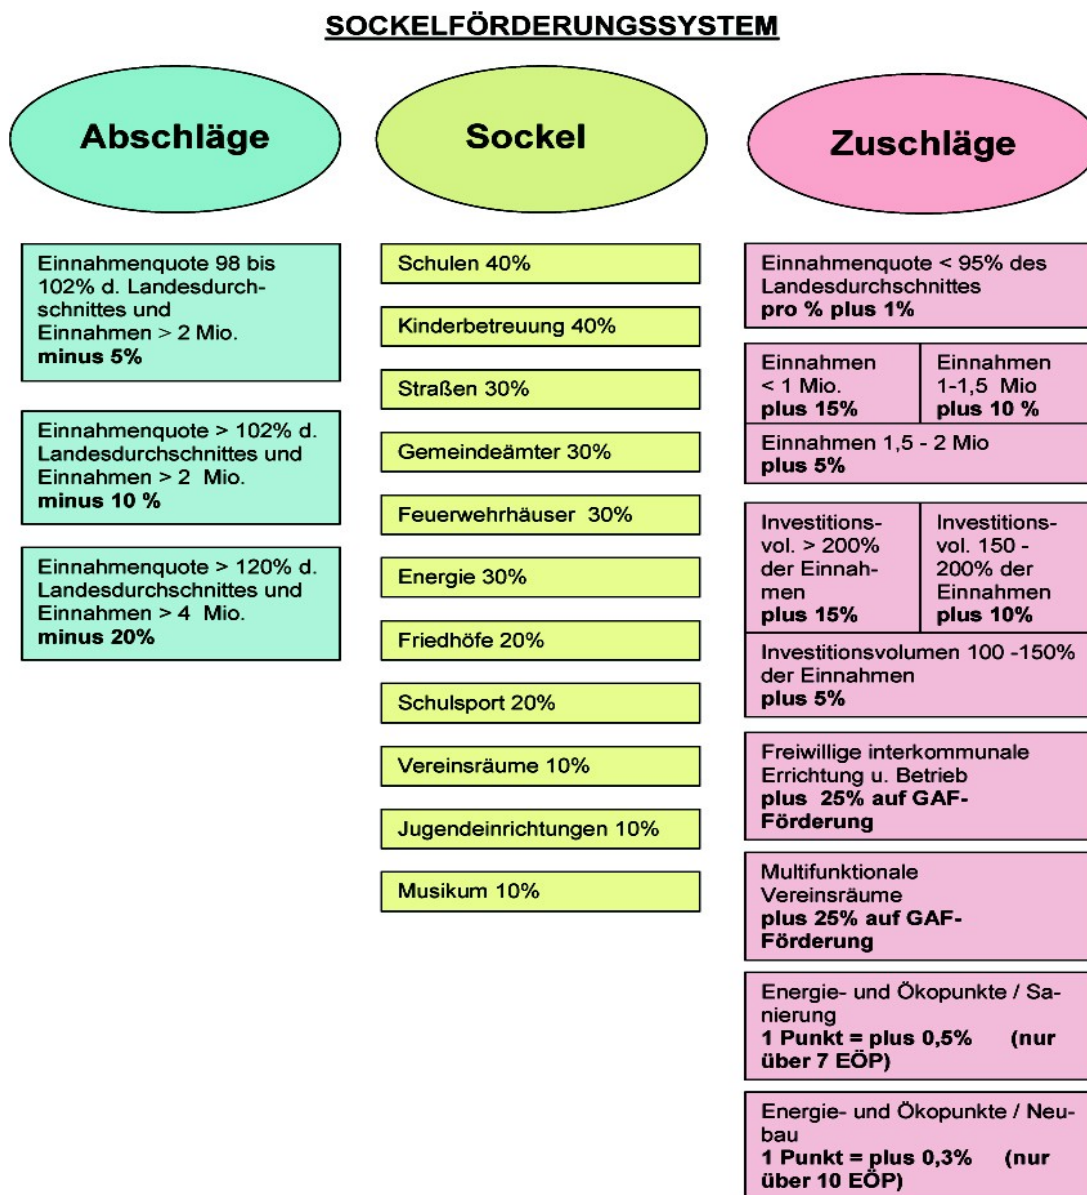 SOCKELFÖRDERUNGSSYSTEM
Abschläge
Einnahmenquote 98 bis
102% d. Landesdurch-
schnittes und
Einnahmen > 2 Mio.
minus 5%
Einnahmenquote > 102% d.
Landesdurchschnittes und
Einnahmen > 2 Mio.
minus 10 %
Einnahmenquote > 120% d.
Landesdurchschnittes und
Einnahmen > 4 Mio.
minus 20%
Sockel
Schulen 40%
Kinderbetreuung 40%
Straßen 30%
Gemeindeämter 30%
Feuerwehrhäuser 30%
Energie 30%
Friedhöfe 20%
Schulsport 20%
Vereinsräume 10%
Jugendeinrichtungen 10%
Musikum 10%
Zuschläge
Einnahmenquote < 95% des
Landesdurchschnittes
pro % plus 1%
Einnahmen
< 1 Mio.
plus 15%
Einnahmen
1-1,5 Mio
plus 10 %
Einnahmen 1,5 - 2 Mio
plus 5%
Investitions-
vol. > 200%
der Einnah-
men
plus 15%
Investitions-
vol. 150 -
200% der
Einnahmen
plus 10%
Investitionsvolumen 100 -150%
der Einnahmen
plus 5%
Freiwillige interkommunale
Errichtung u. Betrieb
plus 25% auf GAF-
Förderung
Multifunktionale
Vereinsräume
plus 25% auf GAF-
Förderung
Energie- und Ökopunkte / Sa-
nierung
1 Punkt = plus 0,5% (nur
über 7 EÖP)
Energie- und Ökopunkte / Neu-
bau
1 Punkt = plus 0,3% (nur
über 10 EÖP)